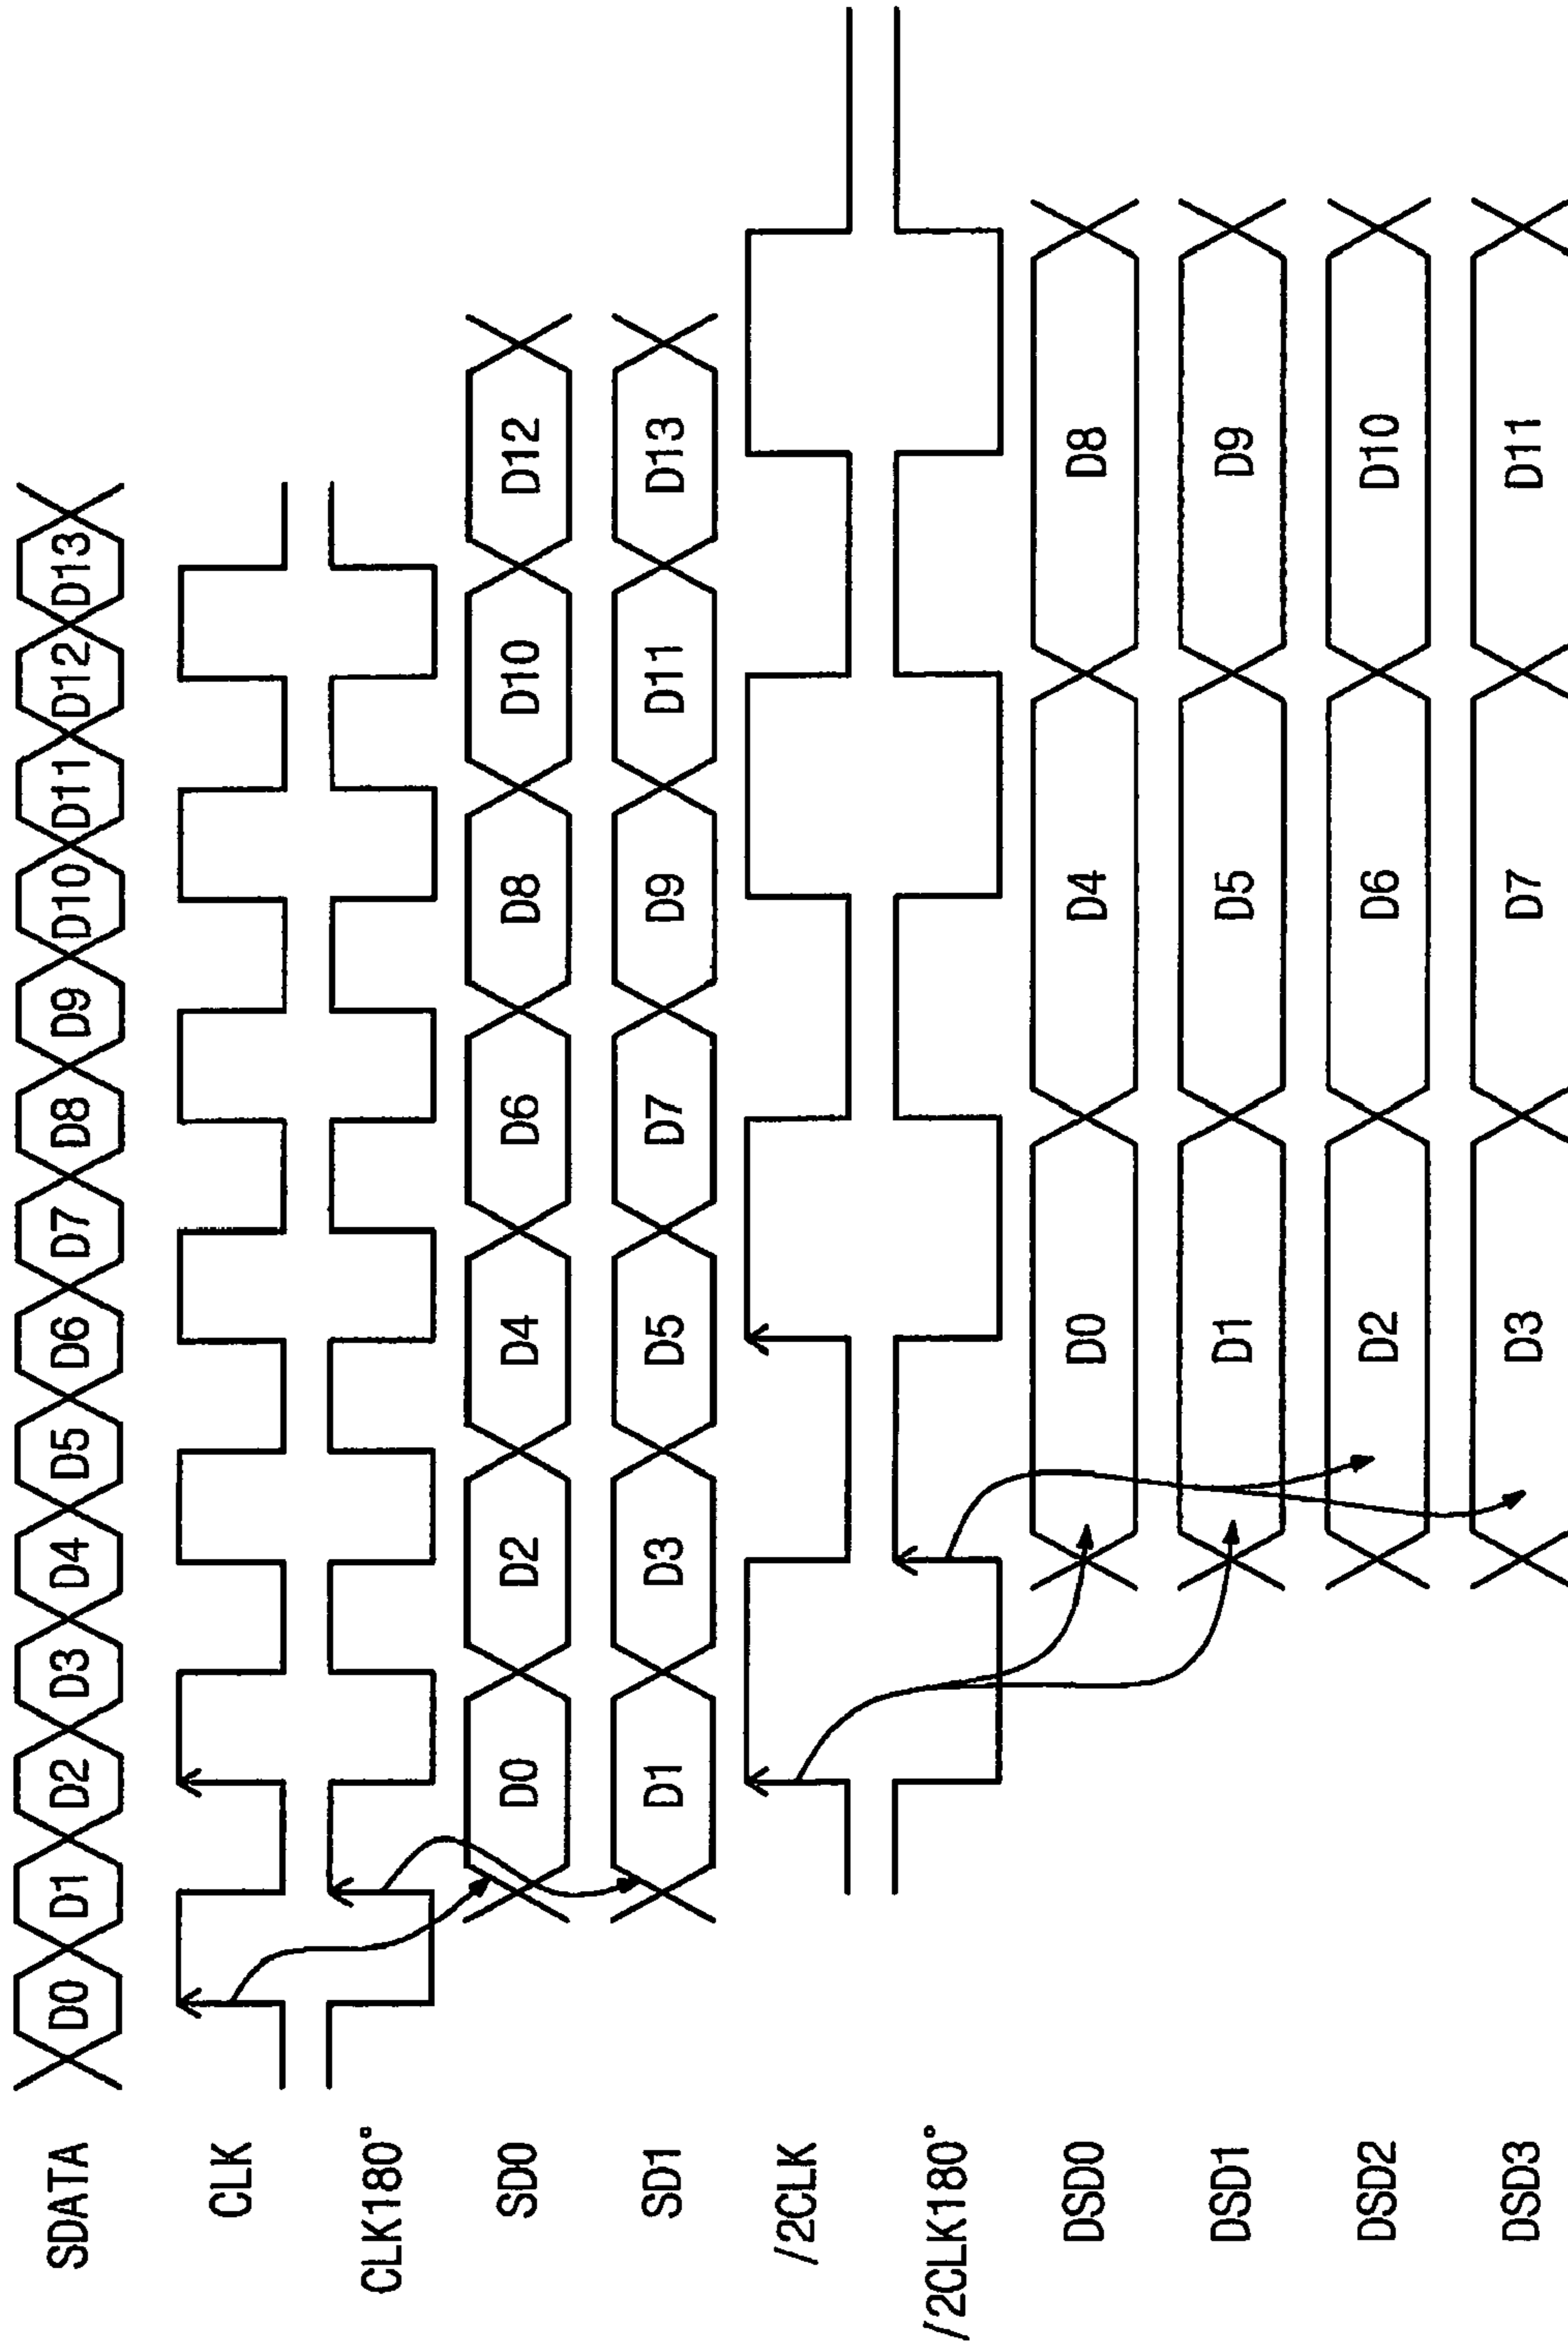 SDATA D0 D1 D2 D3 D4 D5 D6 D7 D8 D9 D10 D11 D12 D13
CLK
CLK180°
SD0 D0 D2 D4 D6 D8 D10 D12
SD1 D1 D3 D5 D7 D9 D11 D13
/2CLK
/2CLK180°
DSD0 D0 D4 D8
DSD1 D1 D5 D9
DSD2 D2 D6 D10
DSD3 D3 D7 D11